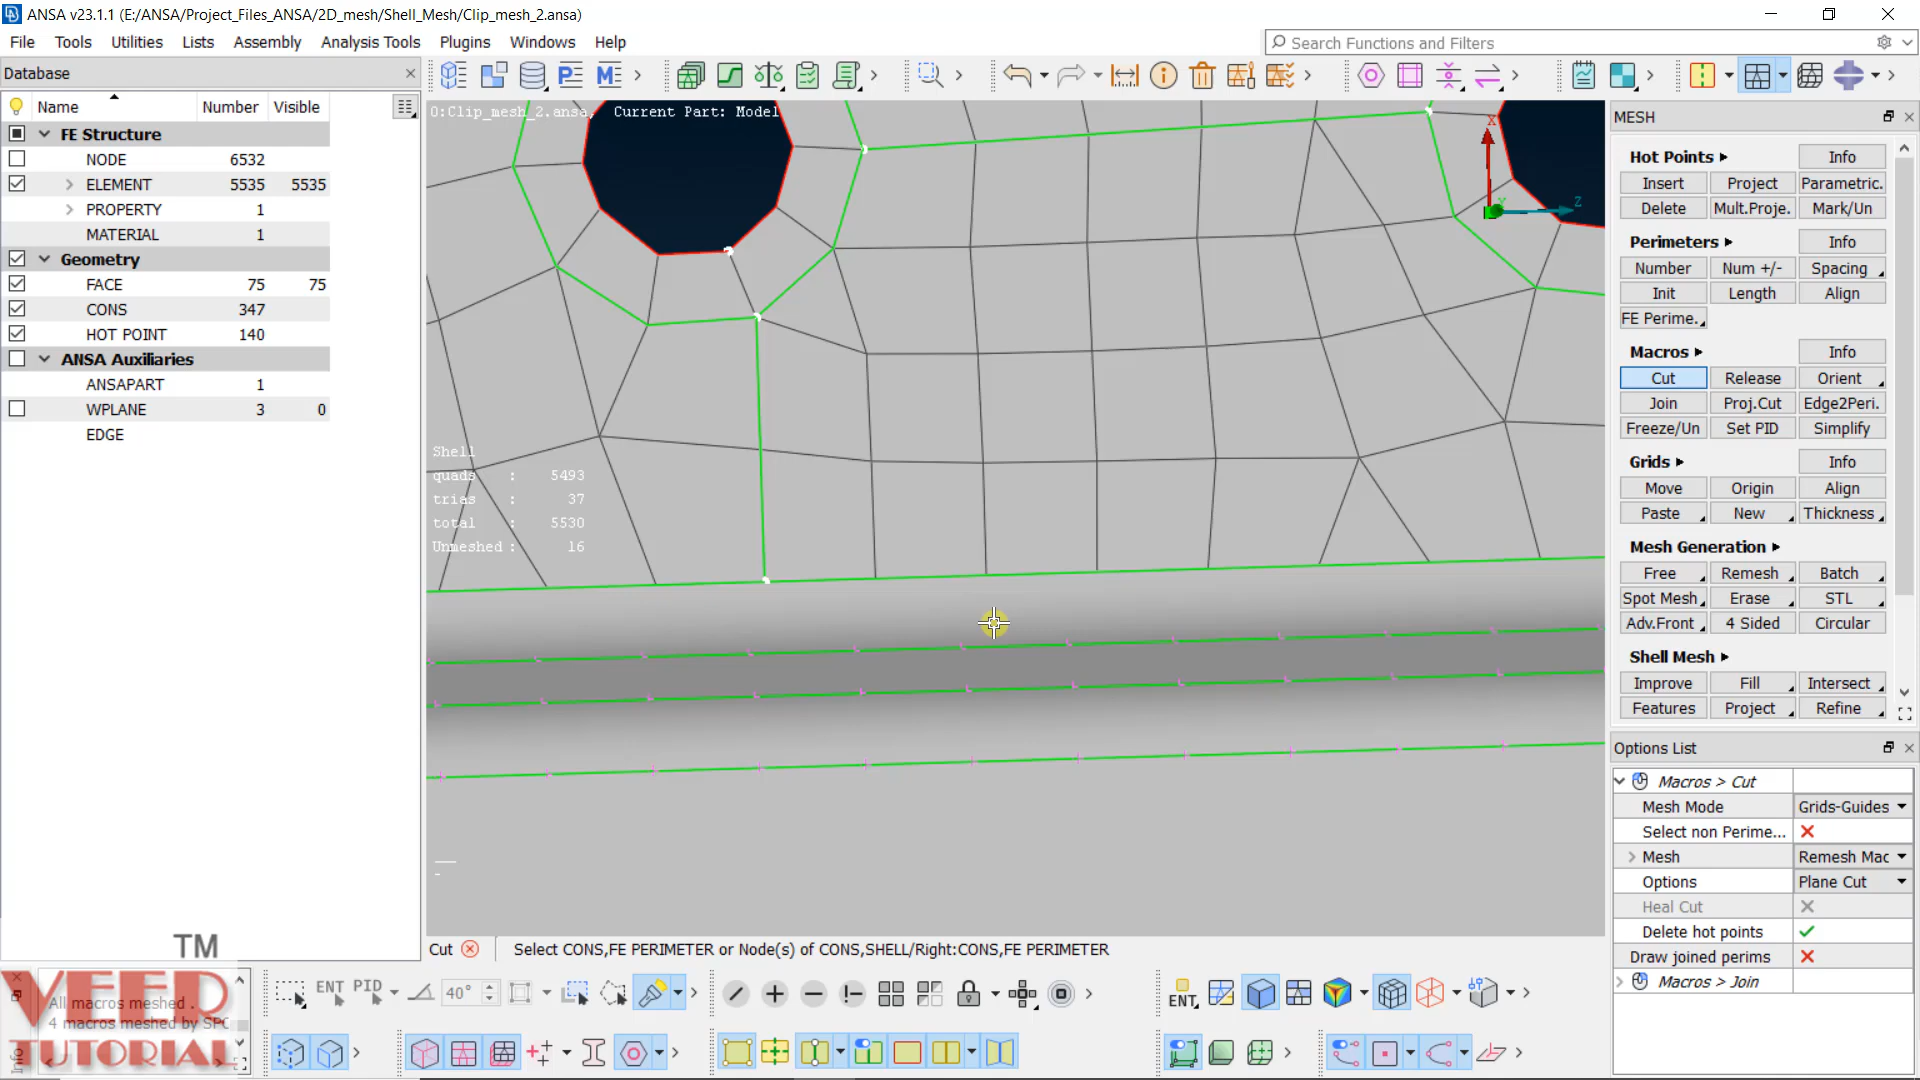 ANSA v23.1.1 (E:/ANSA/Project_Files_ANSA/2D_mesh/Shell_Mesh/Clip_mesh_2.ansa)
File Tools Utilities Lists Assembly Analysis Tools Plugins Windows Help
Search Functions and Filters
Database
Name Number Visible
FE Structure
NODE 6532
ELEMENT 5535 5535
PROPERTY 1
MATERIAL 1
Geometry
FACE 75 75
CONS 347
HOT POINT 140
ANSA Auxiliaries
ANSAPART 1
WPLANE 3 0
EDGE
0:Clip_mesh_2.ansa, Current Part: Model
X
Y
Z
Shell
quads : 5493
trias : 37
total : 5530
Unmeshed : 16
MESH
Hot Points Info
Insert Project Parametric.
Delete Mult.Proje. Mark/Un
Perimeters Info
Number Num +/- Spacing
Init Length Align
FE Perime.
Macros Info
Cut Release Orient
Join Proj.Cut Edge2Peri.
Freeze/Un Set PID Simplify
Grids Info
Move Origin Align
Paste New Thickness
Mesh Generation
Free Remesh Batch
Spot Mesh Erase STL
Adv.Front 4 Sided Circular
Shell Mesh
Improve Fill Intersect
Features Project Refine
Options List
Macros > Cut
Mesh Mode Grids-Guides
Select non Perime...
Mesh Remesh Mac
Options Plane Cut
Heal Cut
Delete hot points
Draw joined perims
Macros > Join
Cut Select CONS,FE PERIMETER or Node(s) of CONS,SHELL/Right:CONS,FE PERIMETER
TM
VEER
TUTORIAL
All macros meshed .
4 macros meshed by SPC
Info
ENT PID 40°
ENT